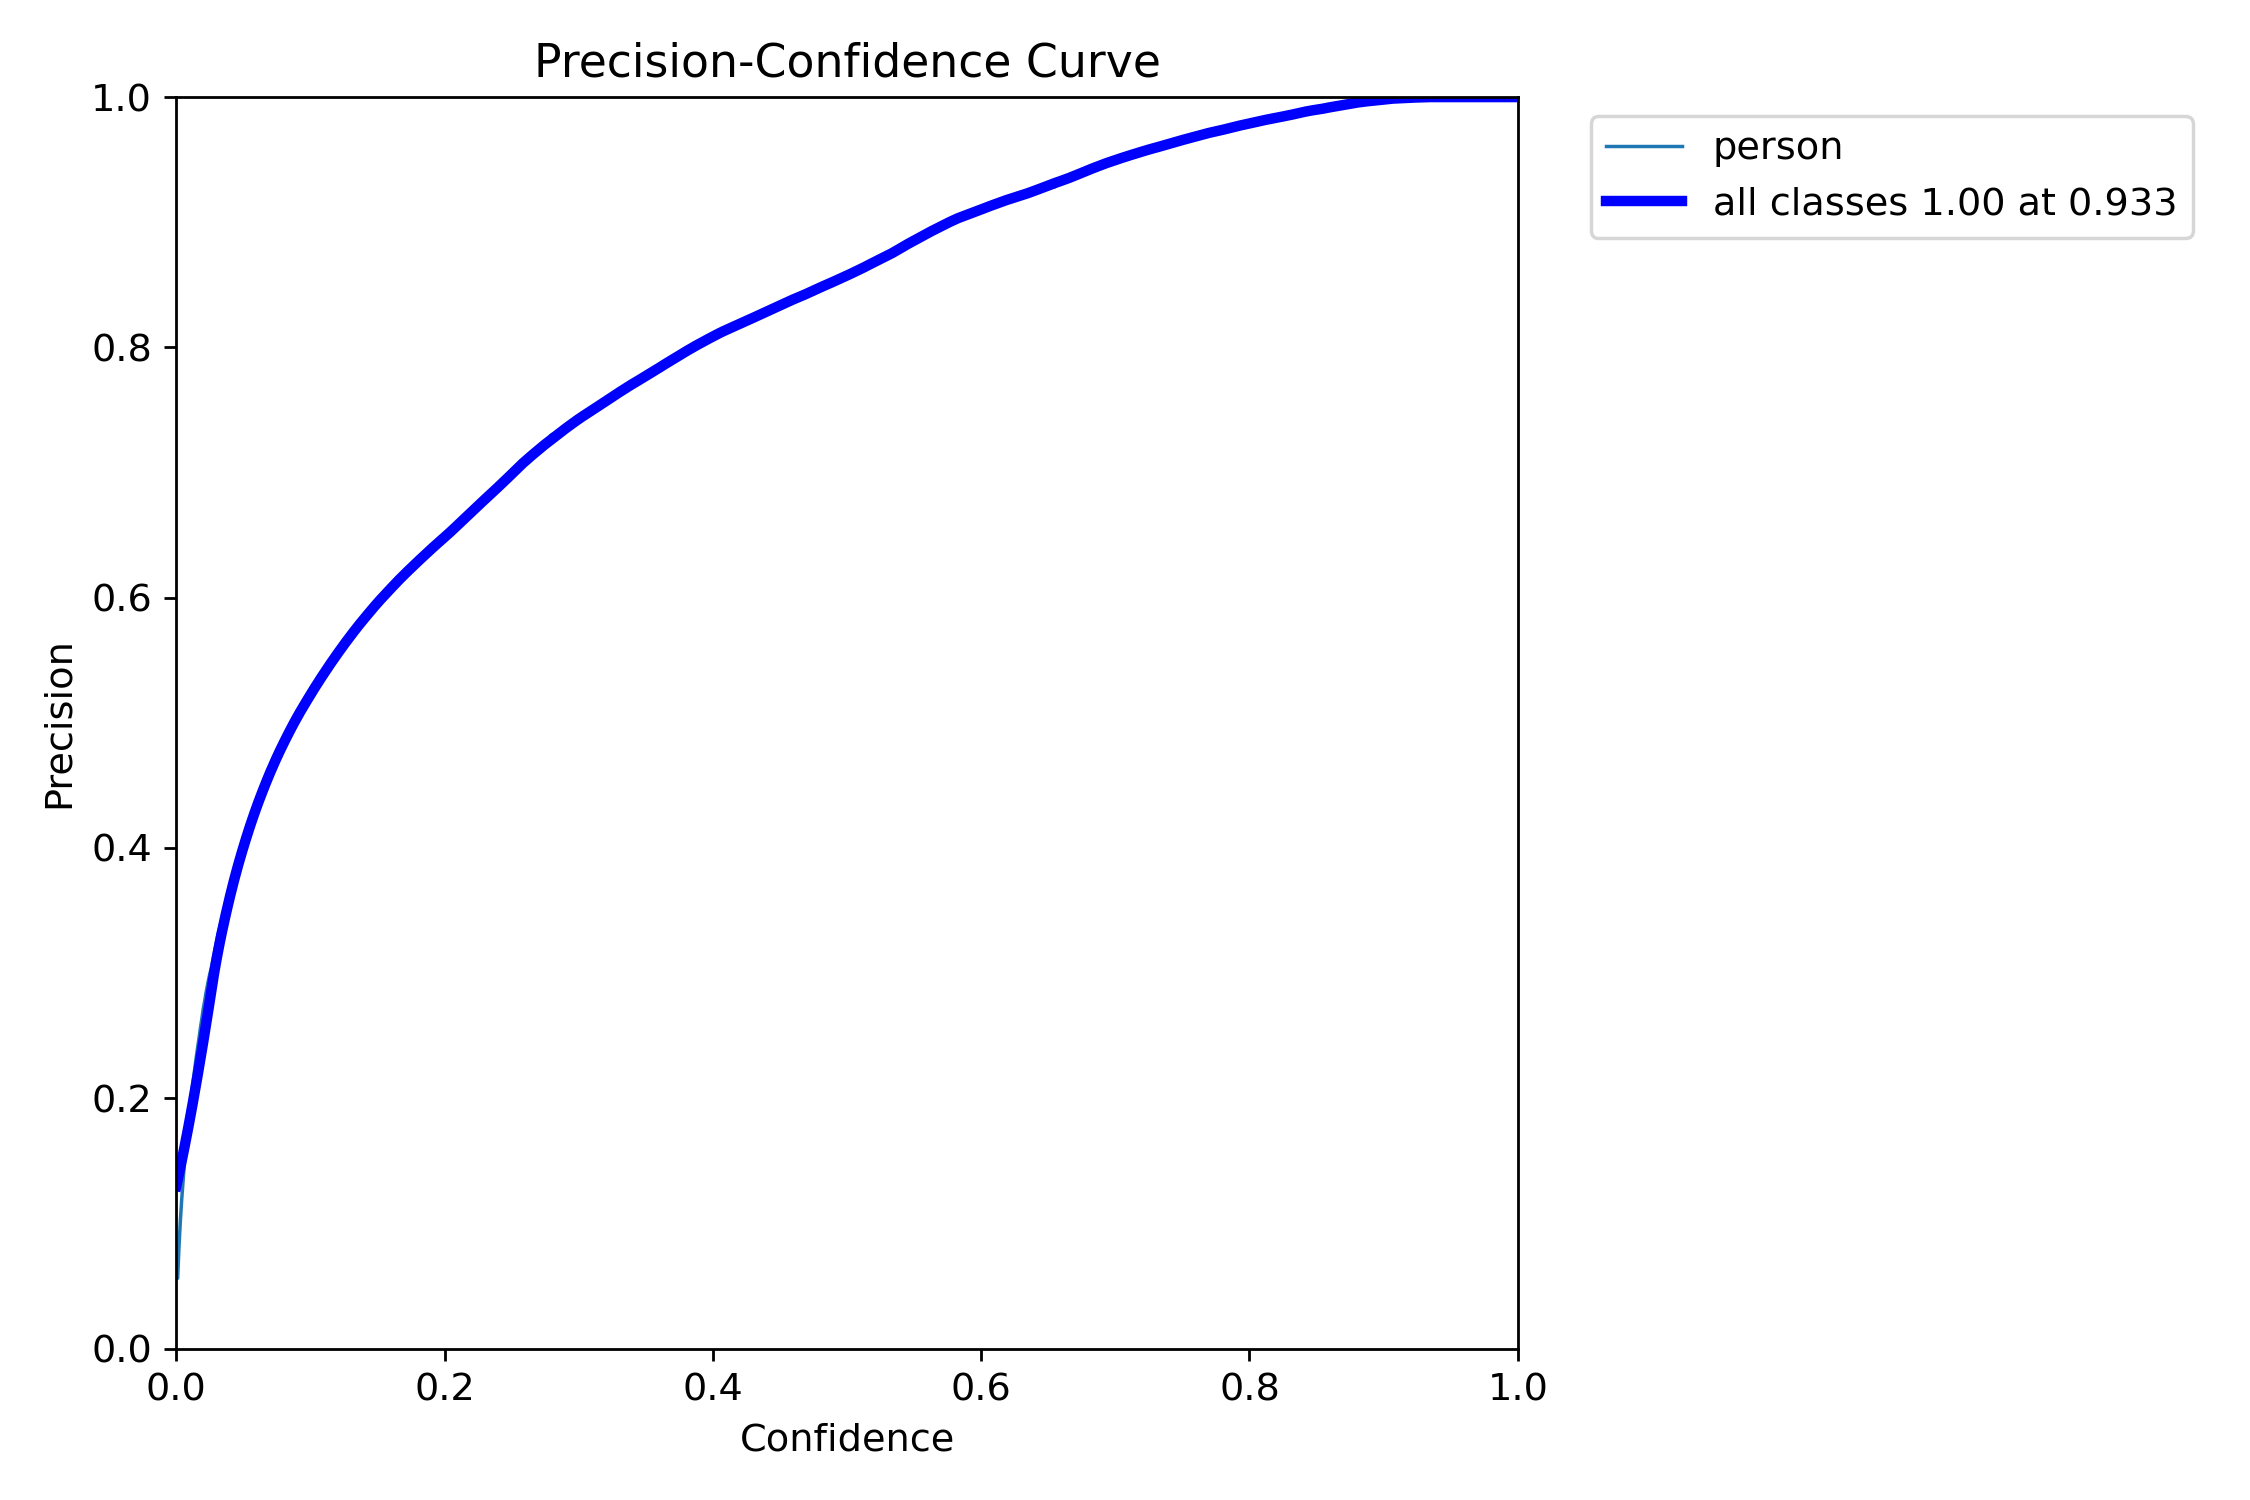 Precision-Confidence Curve
1.0
0.8
0.6
0.4
0.2
0.0
Precision
0.0 0.2 0.4 0.6 0.8 1.0
Confidence
person
all classes 1.00 at 0.933